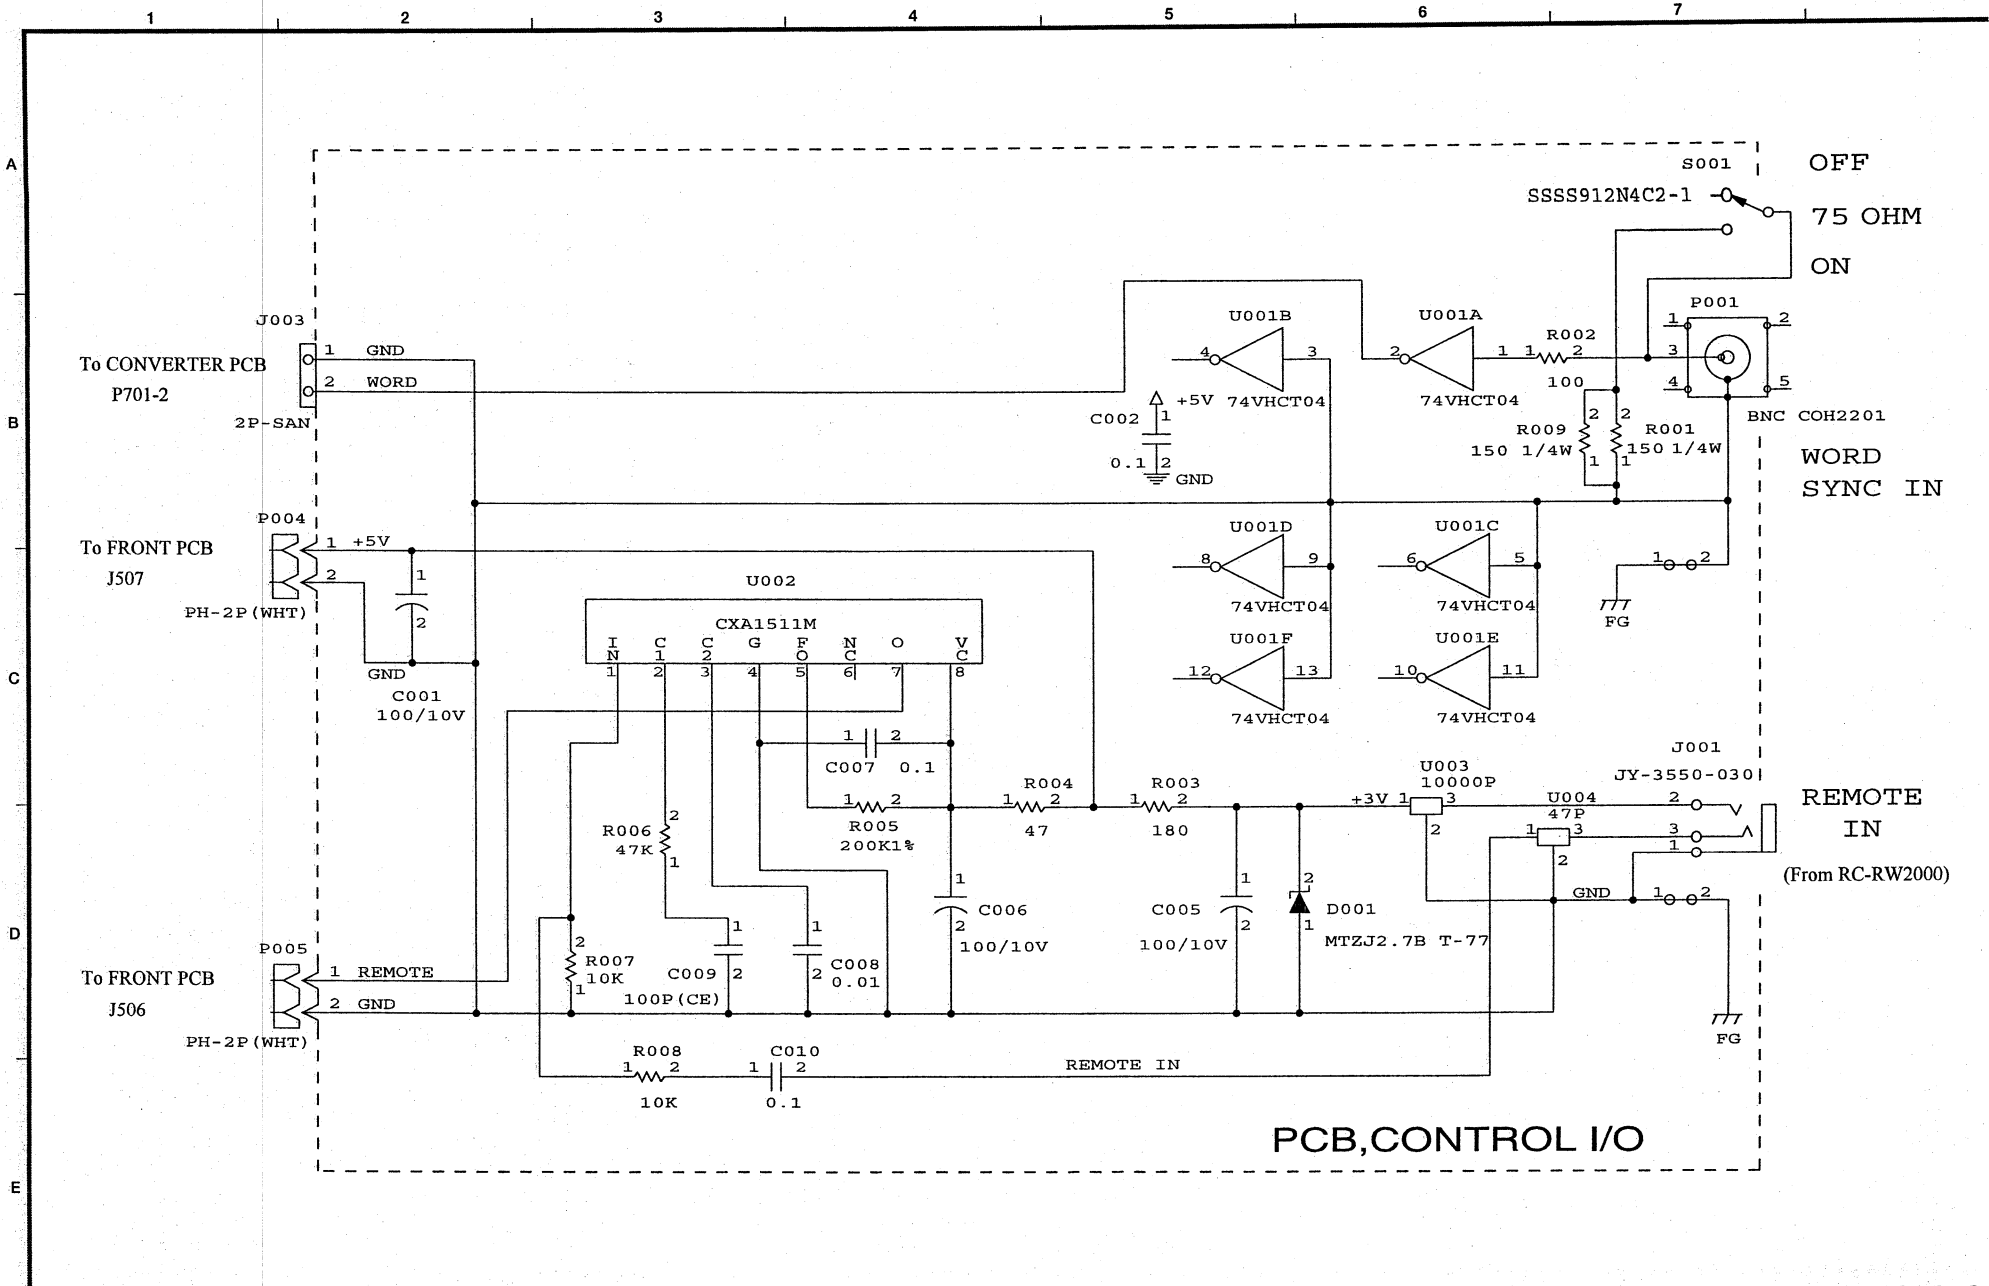 1 2 3 4 5 6 7
A
S001
OFF
SSSS912N4C2-1
75 OHM
ON
J003
To CONVERTER PCB
P701-2
1 GND
2 WORD
2P-SAN
U001B
4 3
74VHCT04
U001A
2 1
74VHCT04
R002
1 2
100
P001
1 2
3
4 5
BNC COH2201
B
C002
1 +5V
0.1 2
GND
2 2
R009 R001
150 1/4W 150 1/4W
1 1
WORD
SYNC IN
P004
To FRONT PCB
J507
1 +5V
2
PH-2P(WHT)
1
2
GND
C001
100/10V
U001D
8 9
74VHCT04
U001C
6 5
74VHCT04
1 2
FG
U001F
12 13
74VHCT04
U001E
10 11
74VHCT04
C
U002
CXA1511M
IN C1 C2 G FO NC O VC
1 2 3 4 5 6 7 8
1 2
C007 0.1
1 2
R005
200K1%
R004
1 2
47
R003
1 2
180
2
R006
47K
1
+3V
U003
10000P
1 3
2
U004
47P
1 3
2
J001
JY-3550-030
2
3
1
REMOTE
IN
(From RC-RW2000)
GND 1 2
FG
D
1
C006
2
100/10V
1
C005
2
100/10V
2
D001
1
MTZJ2.7B T-77
P005
To FRONT PCB
J506
1 REMOTE
2 GND
PH-2P(WHT)
2
R007
10K
1
1
C009
2
100P(CE)
1
C008
2
0.01
R008
1 2
10K
C010
1 2
0.1
REMOTE IN
PCB,CONTROL I/O
E